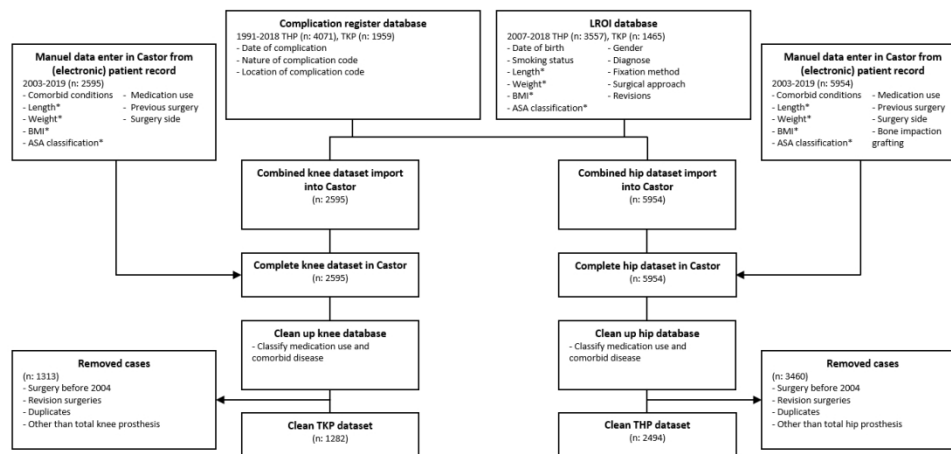 Complication register database
1991-2018 THP (n: 4071), TKP (n: 1959)
- Date of complication
- Nature of complication code
- Location of complication code
LROI database
2007-2018 THP (n: 3557), TKP (n: 1465)
- Date of birth
- Smoking status
- Length*
- Weight*
- BMI*
- ASA classification*
- Gender
- Diagnose
- Fixation method
- Surgical approach
- Revisions
Manuel data enter in Castor from
(electronic) patient record
2003-2019 (n: 2595)
- Comorbid conditions
- Length*
- Weight*
- BMI*
- ASA classification*
- Medication use
- Previous surgery
- Surgery side
Manuel data enter in Castor from
(electronic) patient record
2003-2019 (n: 5954)
- Comorbid conditions
- Length*
- Weight*
- BMI*
- ASA classification*
- Medication use
- Previous surgery
- Surgery side
- Bone impaction
grafting
Combined knee dataset import
into Castor
(n: 2595)
Combined hip dataset import
into Castor
(n: 5954)
Complete knee dataset in Castor
(n: 2595)
Complete hip dataset in Castor
(n: 5954)
Clean up knee database
- Classify medication use and
comorbid disease
Clean up hip database
- Classify medication use and
comorbid disease
Removed cases
(n: 1313)
- Surgery before 2004
- Revision surgeries
- Duplicates
- Other than total knee prosthesis
Removed cases
(n: 3460)
- Surgery before 2004
- Revision surgeries
- Duplicates
- Other than total hip prosthesis
Clean TKP dataset
(n: 1282)
Clean THP dataset
(n: 2494)